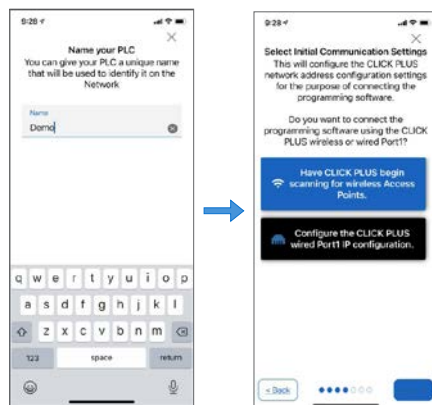 9:28
Name your PLC
You can give your PLC a unique name
that will be used to identify it on the
Network
Name
Demo
q w e r t y u i o p
a s d f g h j k l
z x c v b n m
123 space return
9:28
Select Initial Communication Settings
This will configure the CLICK PLUS
network address configuration settings
for the purpose of connecting the
programming software.
Do you want to connect the
programming software using the CLICK
PLUS wireless or wired Port1?
Have CLICK PLUS begin
scanning for wireless Access
Points.
Configure the CLICK PLUS
wired Port1 IP configuration.
< Back